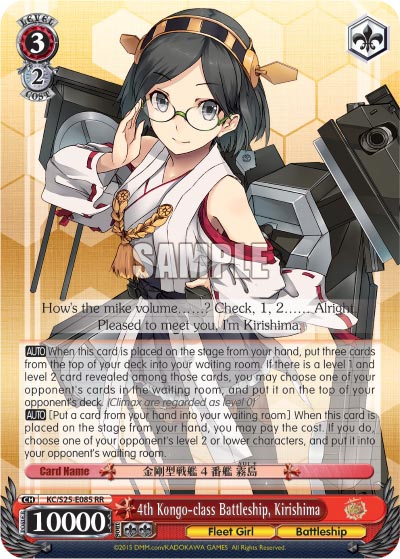 LEVEL
3
2
COST
SAMPLE
How's the mike volume……? Check, 1, 2…… Alright.
Pleased to meet you, I'm Kirishima.
AUTO When this card is placed on the stage from your hand, put three cards
from the top of your deck into your waiting room. If there is a level 1 and
level 2 card revealed among those cards, you may choose one of your
opponent's cards in the waiting room, and put it on the top of your
opponent's deck. (Climax are regarded as level 0)
AUTO [Put a card from your hand into your waiting room] When this card is
placed on the stage from your hand, you may pay the cost. If you do,
choose one of your opponent's level 2 or lower characters, and put it into
your opponent's waiting room.
Card Name 金剛型戦艦 4 番艦 霧島
CH KC/S25-E085 RR
4th Kongo-class Battleship, Kirishima
POWER 10000
Fleet Girl Battleship
©2013 DMM.com/KADOKAWA GAMES All Rights Reserved.